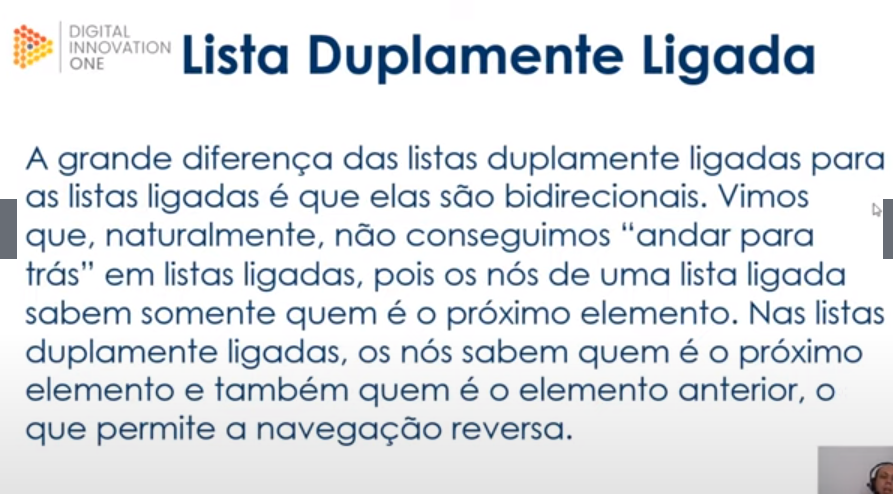 DIGITAL
INNOVATION
ONE
Lista Duplamente Ligada
A grande diferença das listas duplamente ligadas para
as listas ligadas é que elas são bidirecionais. Vimos
que, naturalmente, não conseguimos “andar para
trás” em listas ligadas, pois os nós de uma lista ligada
sabem somente quem é o próximo elemento. Nas listas
duplamente ligadas, os nós sabem quem é o próximo
elemento e também quem é o elemento anterior, o
que permite a navegação reversa.